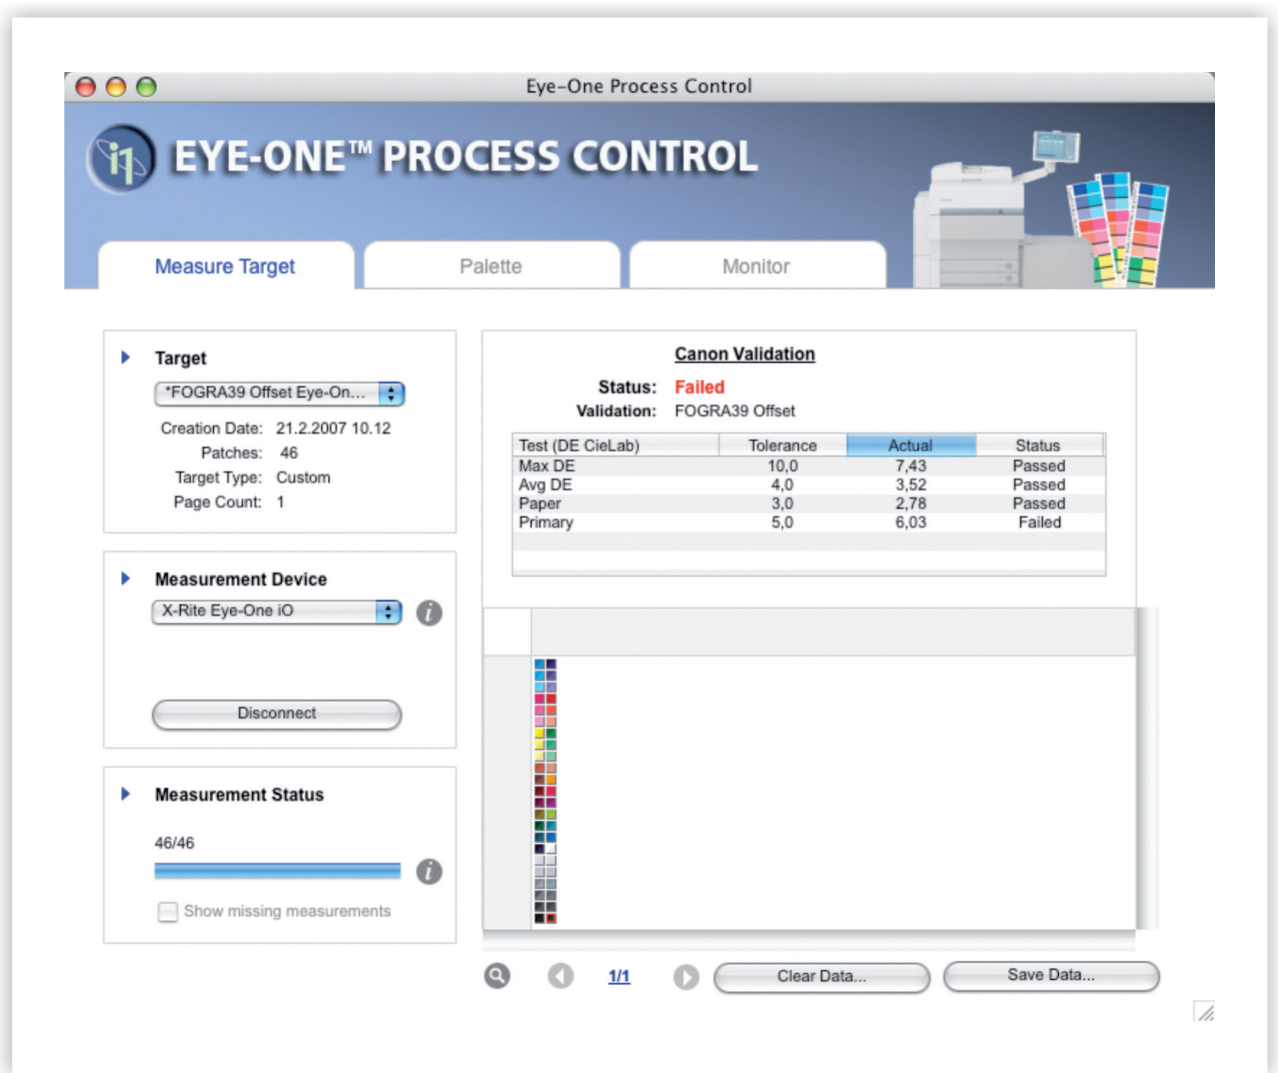 Eye-One Process Control
i1
EYE-ONE™ PROCESS CONTROL
Measure Target
Palette
Monitor
Target
*FOGRA39 Offset Eye-On...
Creation Date: 21.2.2007 10.12
Patches: 46
Target Type: Custom
Page Count: 1
Measurement Device
X-Rite Eye-One iO
i
Disconnect
Measurement Status
46/46
i
Show missing measurements
Canon Validation
Status: Failed
Validation: FOGRA39 Offset
Test (DE CieLab) Tolerance Actual Status
Max DE 10,0 7,43 Passed
Avg DE 4,0 3,52 Passed
Paper 3,0 2,78 Passed
Primary 5,0 6,03 Failed
1/1
Clear Data...
Save Data...